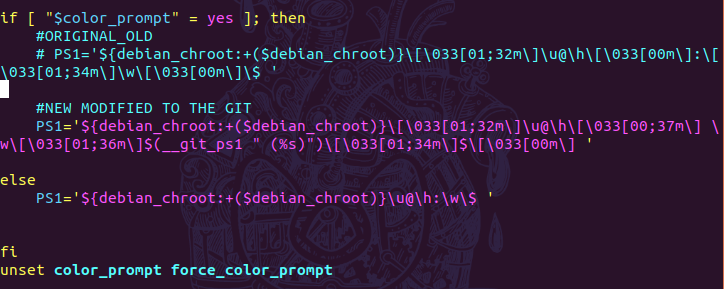 if [ "$color_prompt" = yes ]; then
    #ORIGINAL_OLD
    # PS1='${debian_chroot:+($debian_chroot)}\[\033[01;32m\]\u@\h\[\033[00m\]:\[
\033[01;34m\]\w\[\033[00m\]\$ '
    #NEW MODIFIED TO THE GIT
    PS1='${debian_chroot:+($debian_chroot)}\[\033[01;32m\]\u@\h\[\033[00;37m\] \
w\[\033[01;36m\]$(__git_ps1 " (%s)")\[\033[01;34m\]$\[\033[00m\] '
else
    PS1='${debian_chroot:+($debian_chroot)}\u@\h:\w\$ '
fi
unset color_prompt force_color_prompt